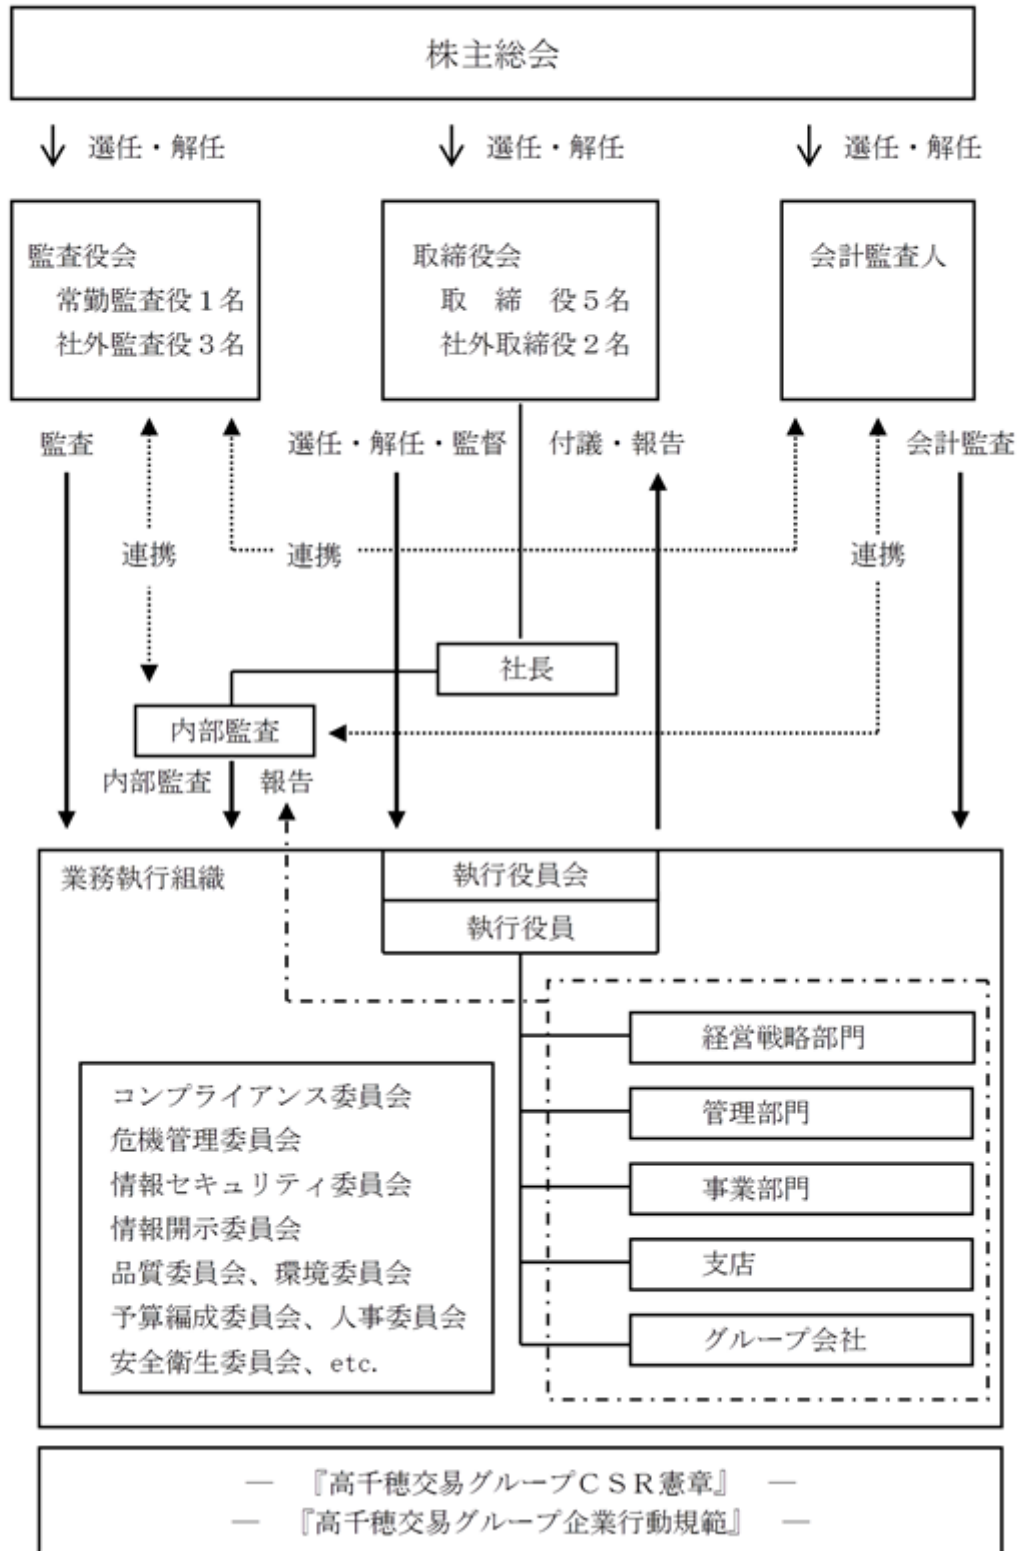 株主総会
選任・解任
選任・解任
選任・解任
監査役会
常勤監査役１名
社外監査役３名
取締役会
取　締　役５名
社外取締役２名
会計監査人
監査
選任・解任・監督
付議・報告
会計監査
連携
連携
連携
社長
内部監査
内部監査
報告
業務執行組織
執行役員会
執行役員
経営戦略部門
管理部門
事業部門
支店
グループ会社
コンプライアンス委員会
危機管理委員会
情報セキュリティ委員会
情報開示委員会
品質委員会、環境委員会
予算編成委員会、人事委員会
安全衛生委員会、etc.
―　『高千穂交易グループＣＳＲ憲章』　―
―　『高千穂交易グループ企業行動規範』　―